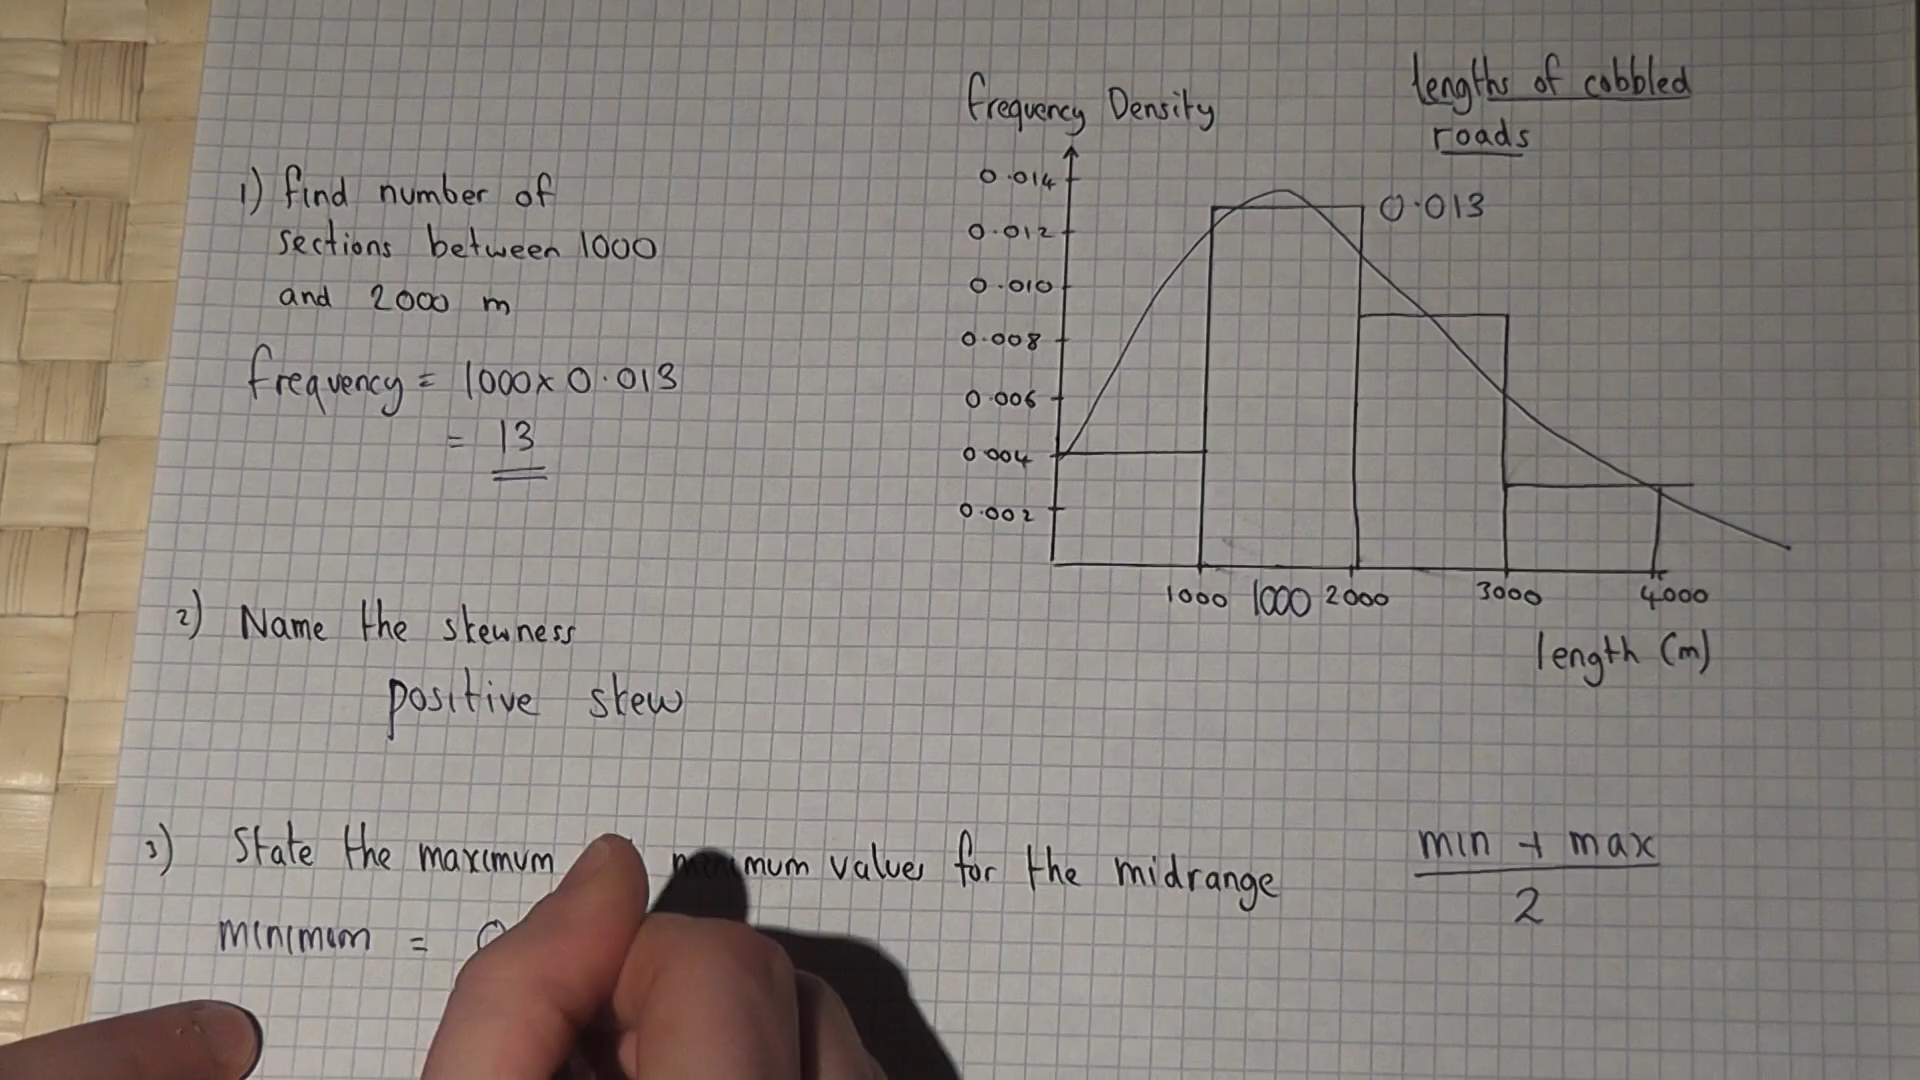 1) find number of
sections between 1000
and 2000 m
frequency = 1000 x 0.013
= 13
2) Name the skewness
positive skew
3) State the maximum values for the midrange
minimum =
min + max
2
frequency Density
lengths of cobbled
roads
0.014
0.012
0.010
0.008
0.006
0.004
0.002
0.013
1000 1000 2000 3000 4000
length (m)